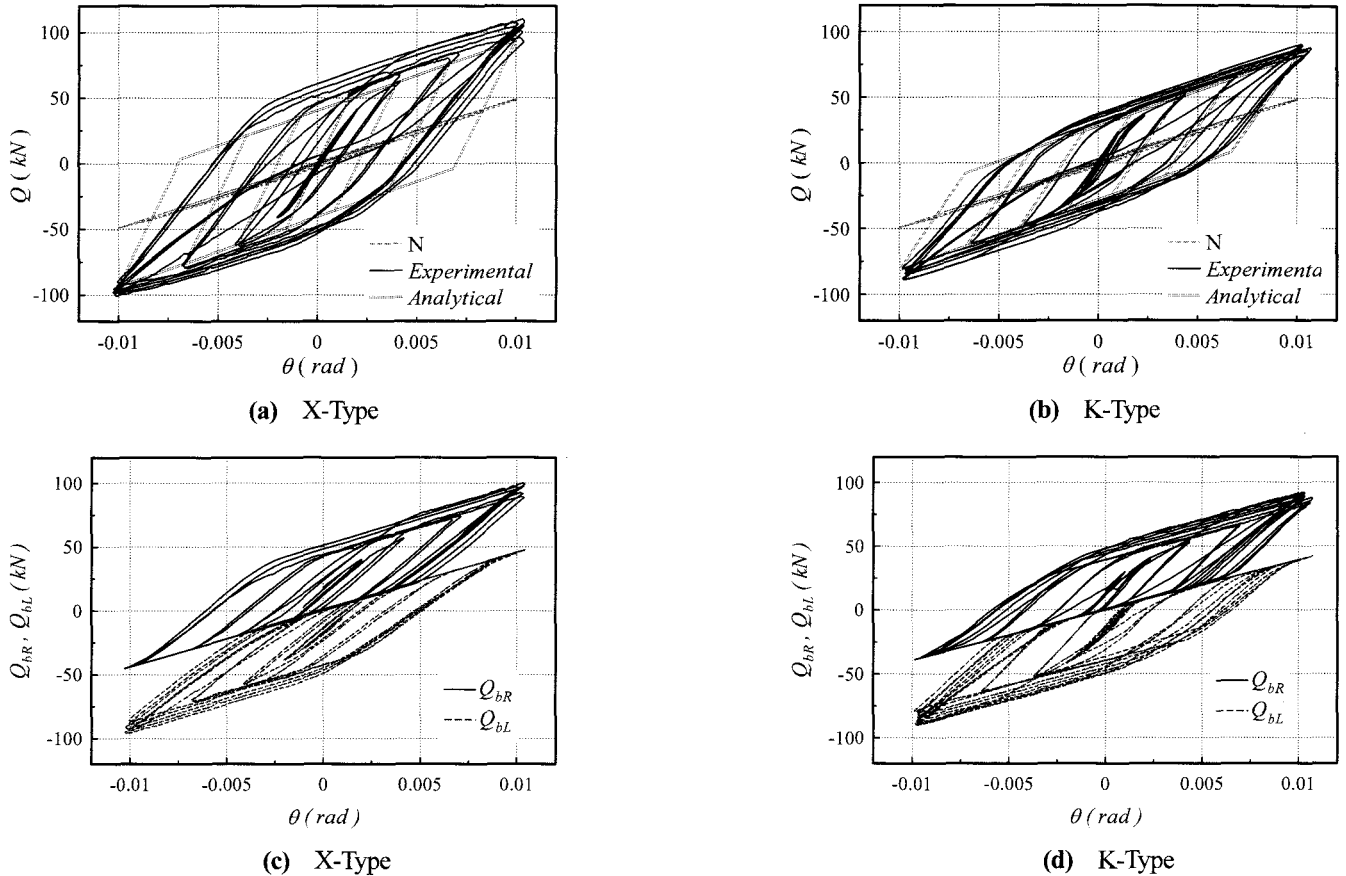 100
50
0
-50
-100
Q ( kN )
N
Experimental
Analytical
-0.01 -0.005 0 0.005 0.01
θ ( rad )
(a) X-Type
100
50
0
-50
-100
Q ( kN )
N
Experimenta
Analytical
-0.01 -0.005 0 0.005 0.01
θ ( rad )
(b) K-Type
100
50
0
-50
-100
Q_bR , Q_bL ( kN )
Q_bR
Q_bL
-0.01 -0.005 0 0.005 0.01
θ ( rad )
(c) X-Type
100
50
0
-50
-100
Q_bR , Q_bL ( kN )
Q_bR
Q_bL
-0.01 -0.005 0 0.005 0.01
θ ( rad )
(d) K-Type